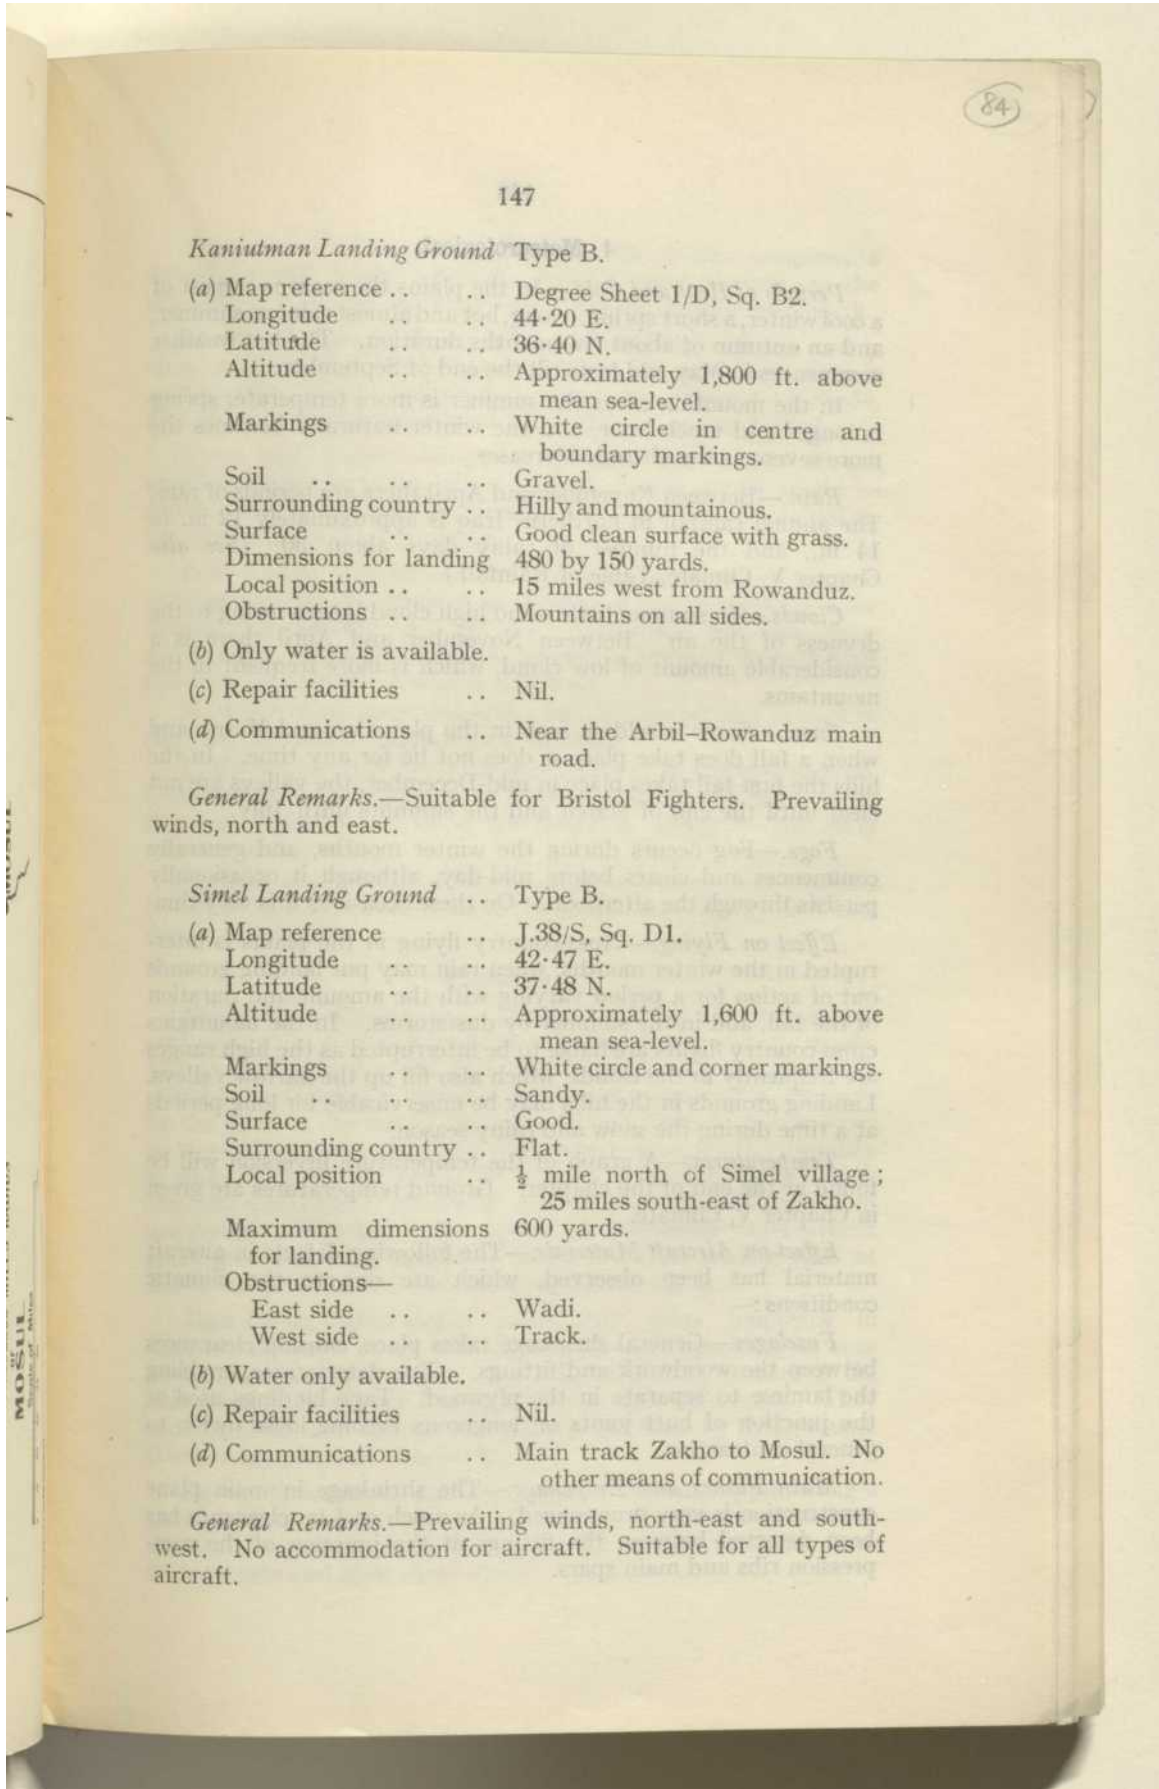 84
147
Kaniutman Landing Ground Type B.
(a) Map reference .. .. Degree Sheet 1/D, Sq. B2.
Longitude .. .. 44·20 E.
Latitude .. .. 36·40 N.
Altitude .. .. Approximately 1,800 ft. above
mean sea-level.
Markings .. .. White circle in centre and
boundary markings.
Soil .. .. .. Gravel.
Surrounding country .. Hilly and mountainous.
Surface .. .. Good clean surface with grass.
Dimensions for landing 480 by 150 yards.
Local position .. .. 15 miles west from Rowanduz.
Obstructions .. .. Mountains on all sides.
(b) Only water is available.
(c) Repair facilities .. Nil.
(d) Communications .. Near the Arbil–Rowanduz main
road.
General Remarks.—Suitable for Bristol Fighters. Prevailing
winds, north and east.
Simel Landing Ground .. Type B.
(a) Map reference .. J.38/S, Sq. D1.
Longitude .. .. 42·47 E.
Latitude .. .. 37·48 N.
Altitude .. .. Approximately 1,600 ft. above
mean sea-level.
Markings .. .. White circle and corner markings.
Soil .. .. .. Sandy.
Surface .. .. Good.
Surrounding country .. Flat.
Local position .. ½ mile north of Simel village ;
25 miles south-east of Zakho.
Maximum dimensions 600 yards.
for landing.
Obstructions—
East side .. .. Wadi.
West side .. .. Track.
(b) Water only available.
(c) Repair facilities .. Nil.
(d) Communications .. Main track Zakho to Mosul. No
other means of communication.
General Remarks.—Prevailing winds, north-east and south-
west. No accommodation for aircraft. Suitable for all types of
aircraft.
MOSUL